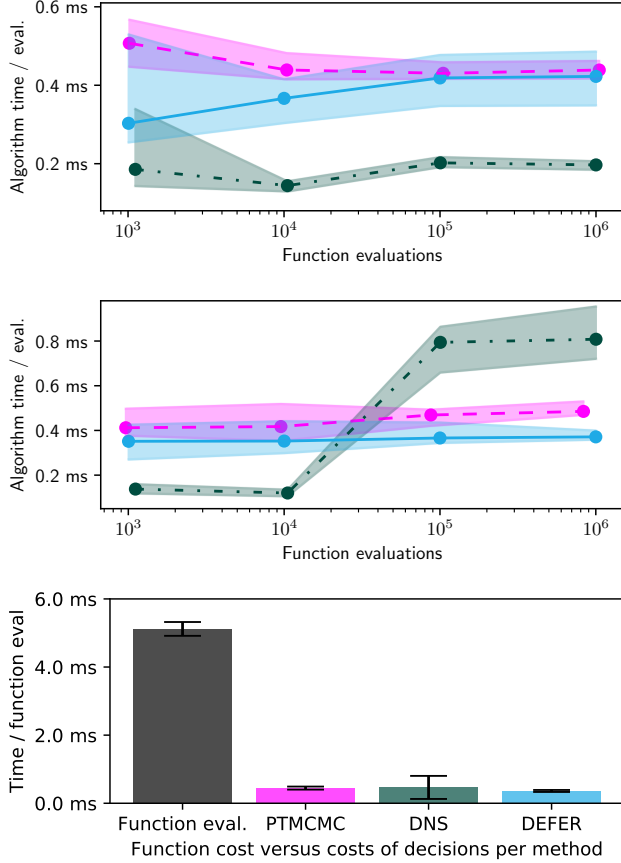 0.6 ms
0.4 ms
0.2 ms
Algorithm time / eval.
10³
10⁴
10⁵
10⁶
Function evaluations
0.8 ms
0.6 ms
0.4 ms
0.2 ms
Algorithm time / eval.
10³
10⁴
10⁵
10⁶
Function evaluations
6.0 ms
4.0 ms
2.0 ms
0.0 ms
Time / function eval
Function eval.
PTMCMC
DNS
DEFER
Function cost versus costs of decisions per method